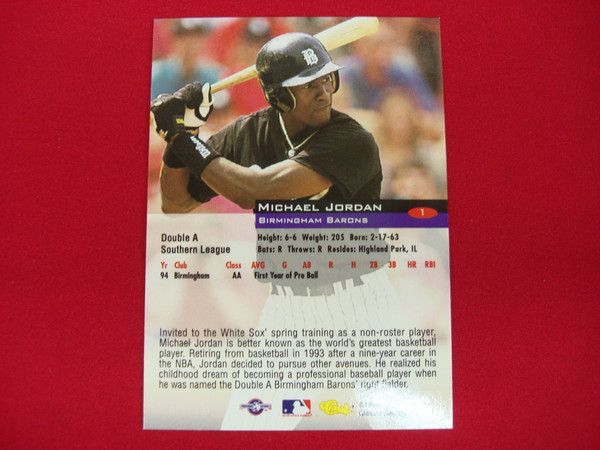 B
Wilson
MICHAEL JORDAN
BIRMINGHAM BARONS
1
Double A
Southern League
Height: 6-6 Weight: 205 Born: 2-17-63
Bats: R Throws: R Resides: Highland Park, IL
Yr Club Class AVG G AB R H 2B 3B HR RBI
94 Birmingham AA First Year of Pro Ball
Invited to the White Sox' spring training as a non-roster player,
Michael Jordan is better known as the world's greatest basketball
player. Retiring from basketball in 1993 after a nine-year career in
the NBA, Jordan decided to pursue other avenues. He realized his
childhood dream of becoming a professional baseball player when
he was named the Double A Birmingham Barons' right fielder.